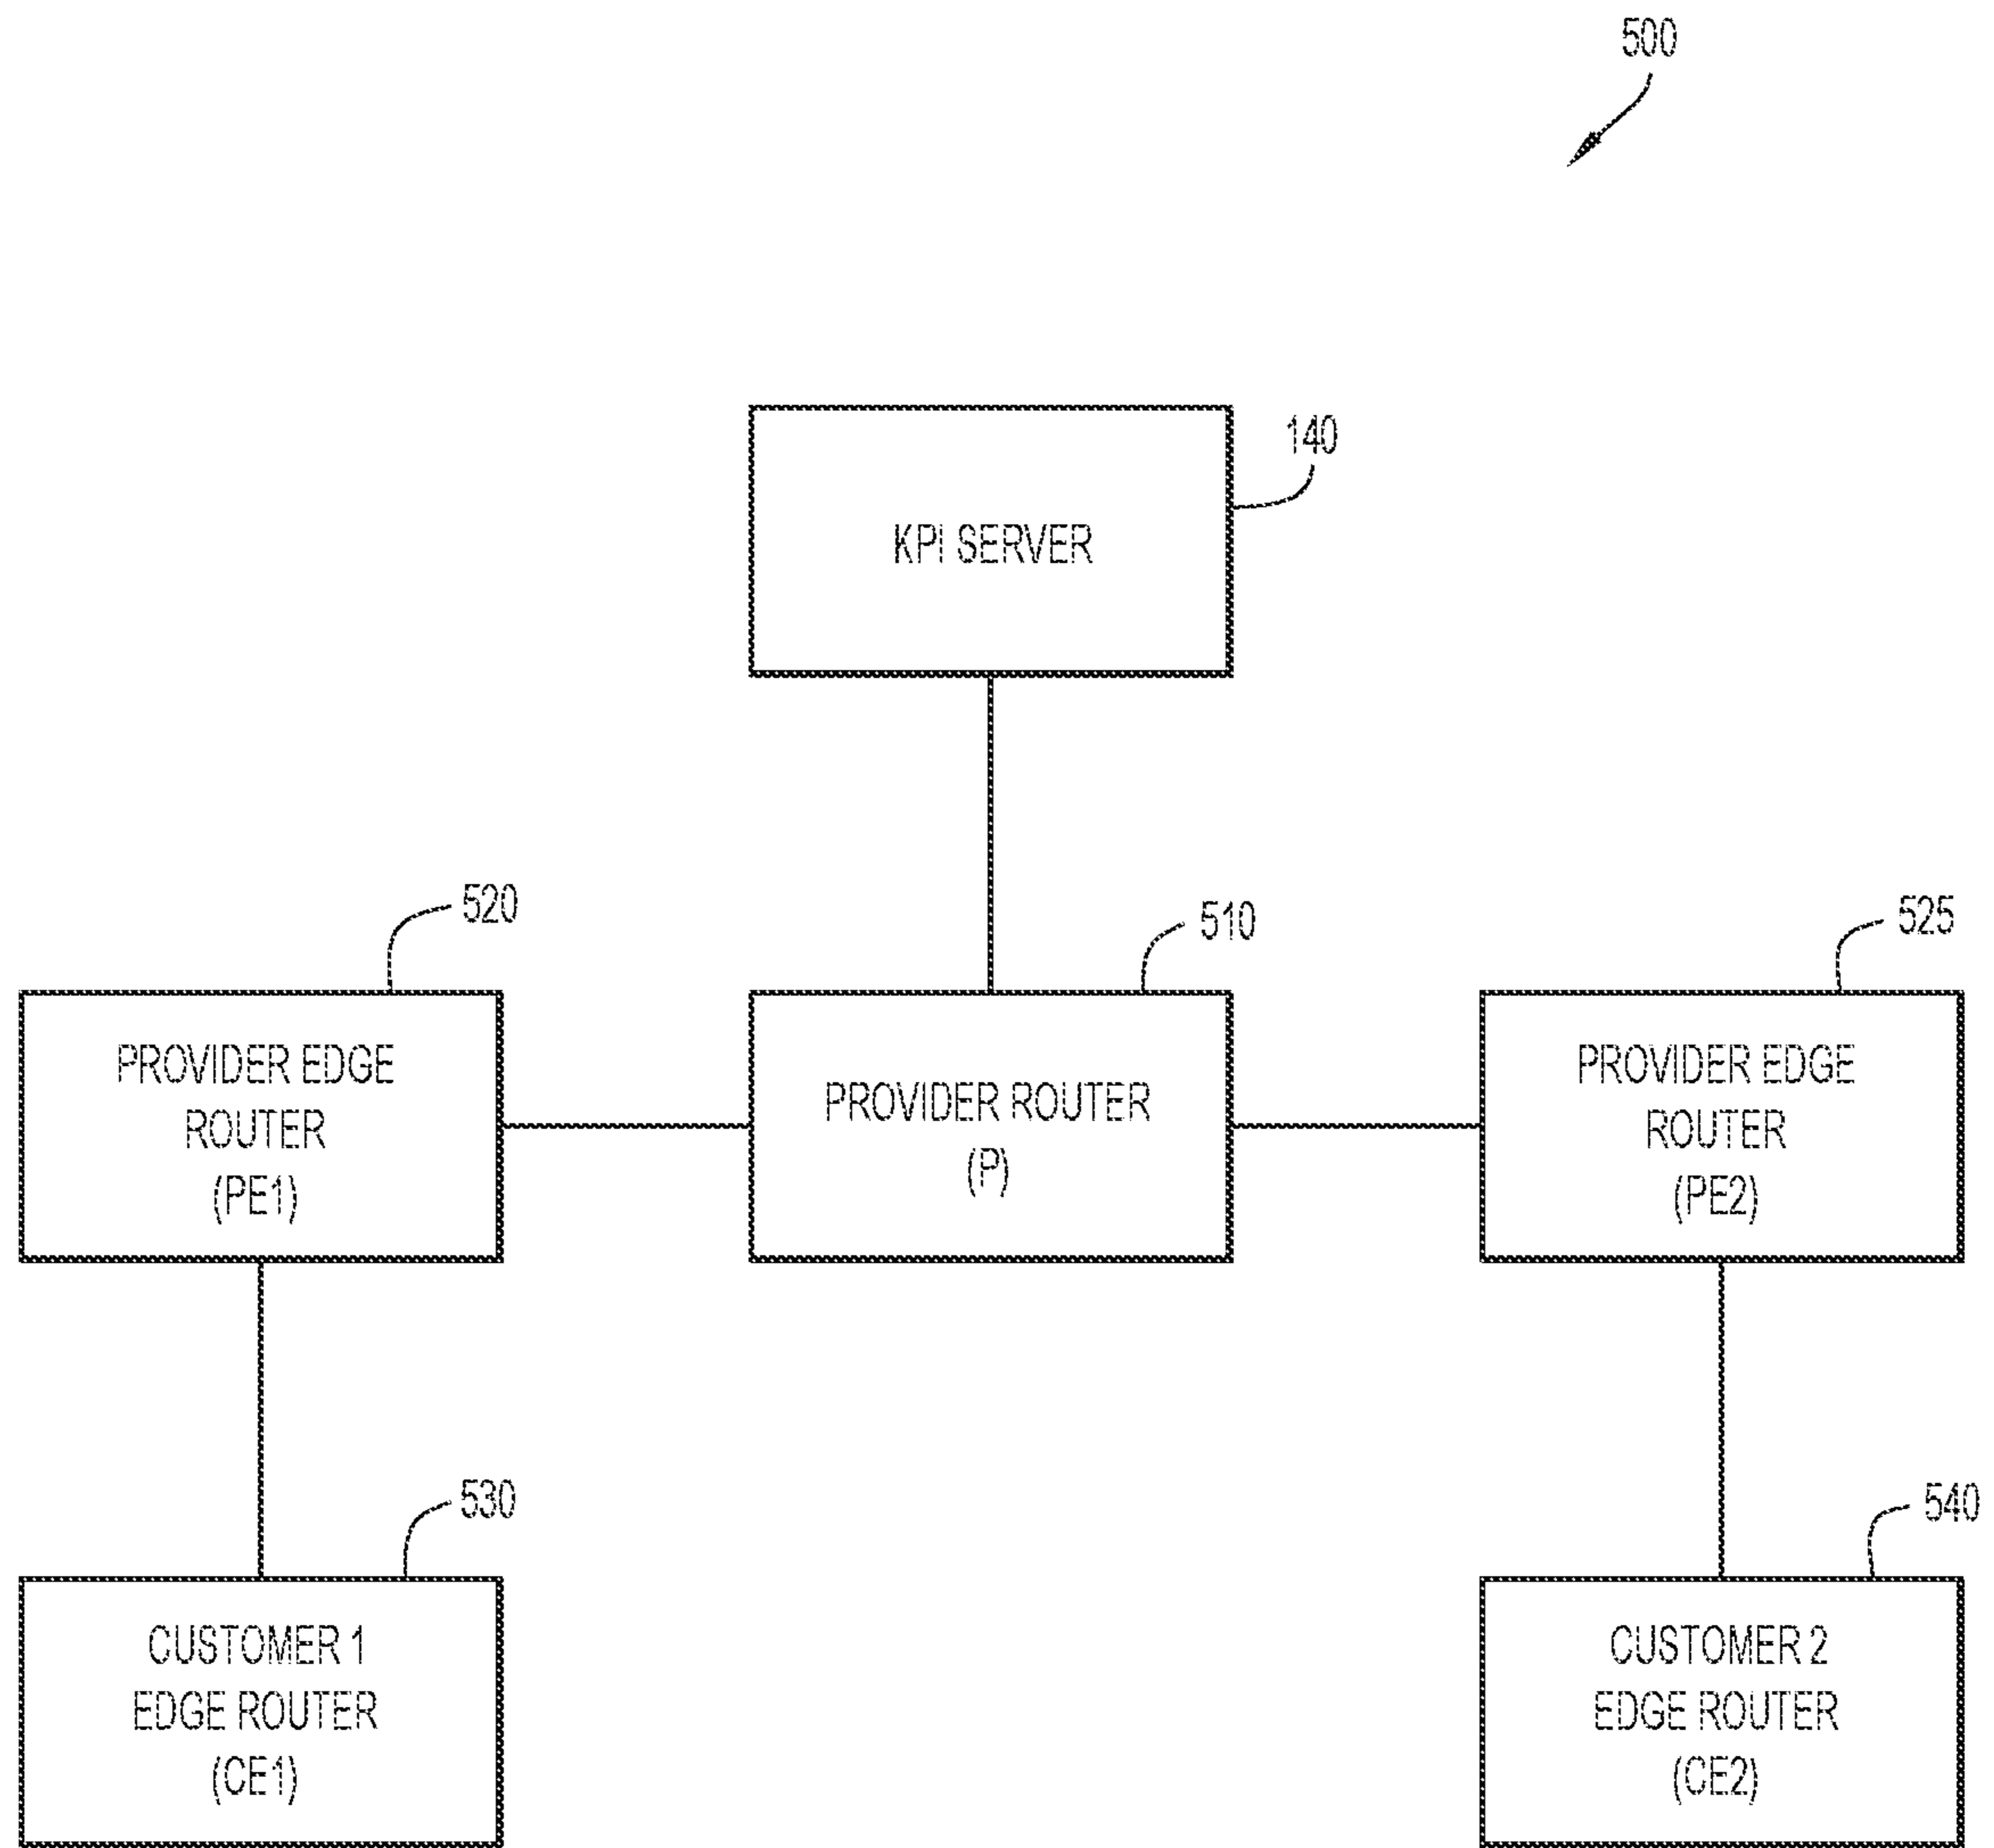 500
140
KPI SERVER
520
510
525
PROVIDER EDGE
ROUTER
(PE1)
PROVIDER ROUTER
(P)
PROVIDER EDGE
ROUTER
(PE2)
530
540
CUSTOMER 1
EDGE ROUTER
(CE1)
CUSTOMER 2
EDGE ROUTER
(CE2)